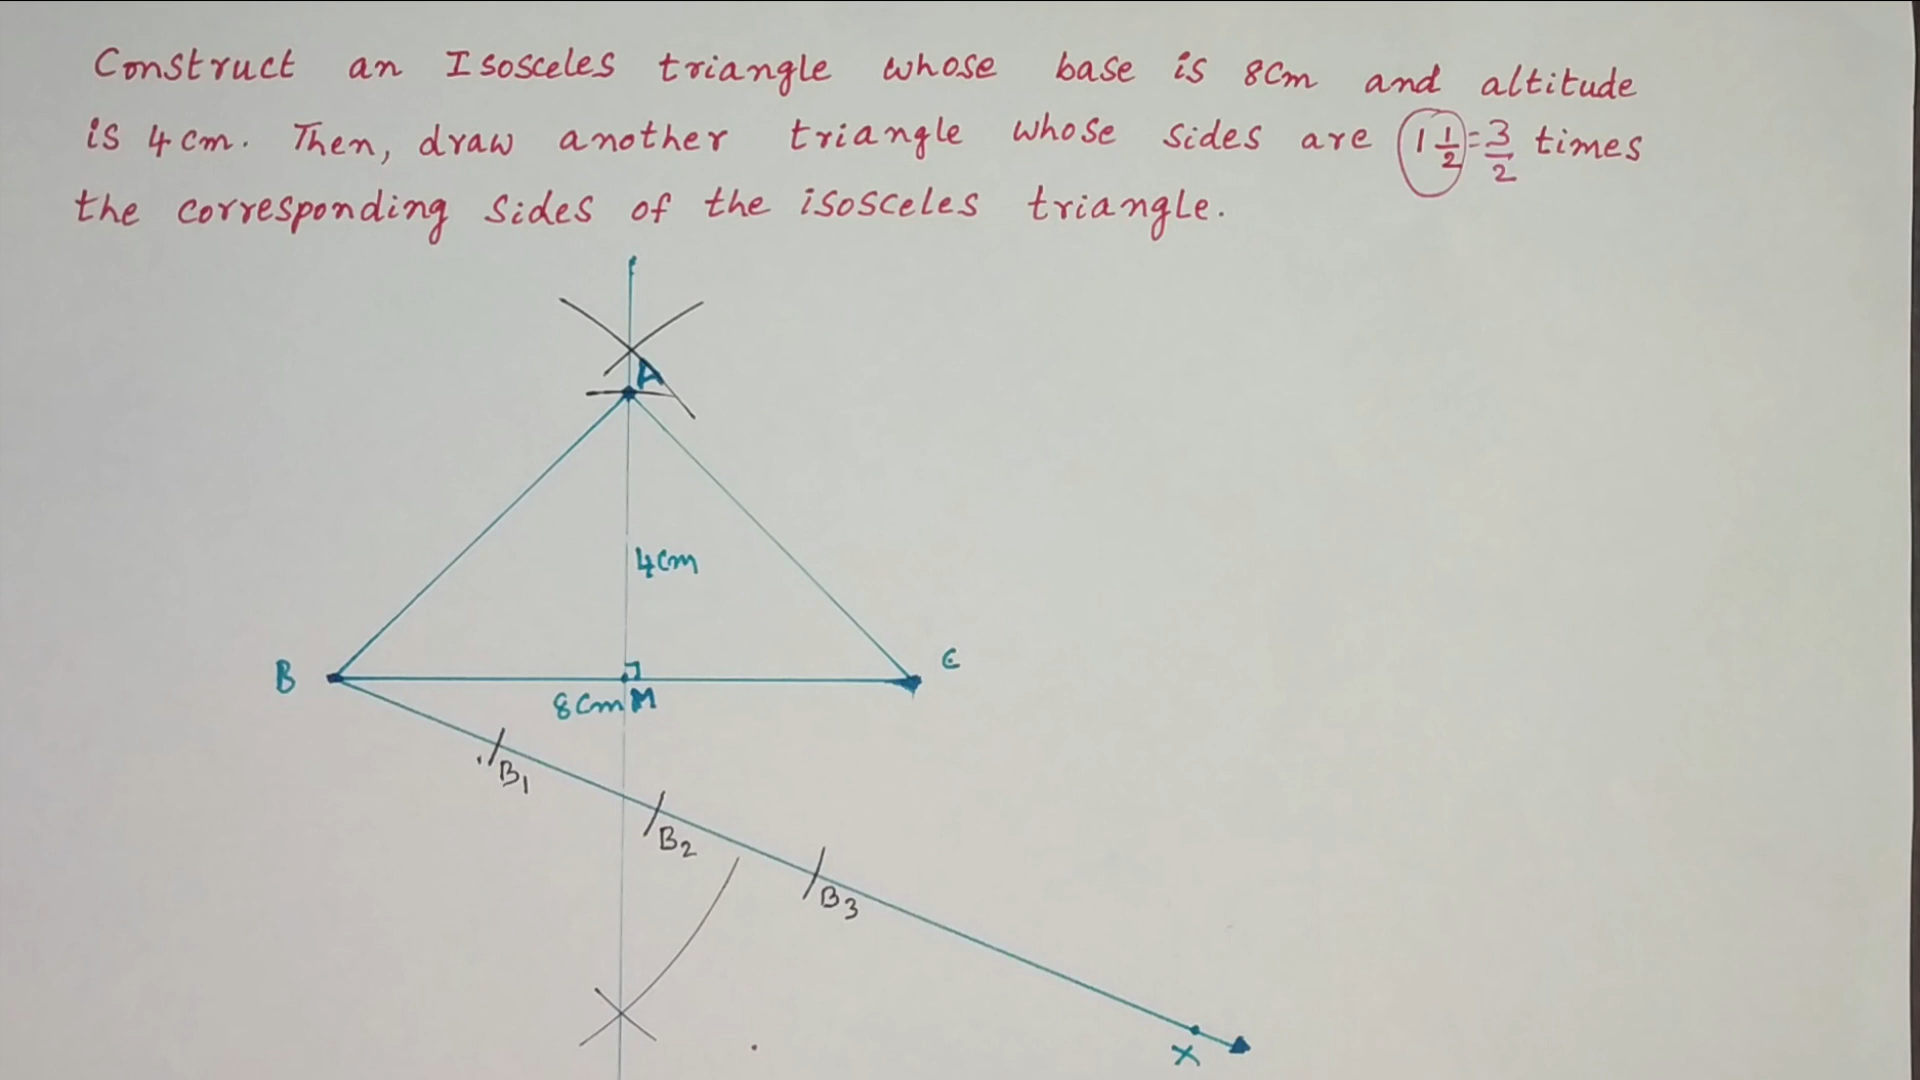 Construct an Isosceles triangle whose base is 8cm and altitude
is 4cm. Then, draw another triangle whose sides are 1 1/2 = 3/2 times
the corresponding sides of the isosceles triangle.
A
4cm
B
C
8cm M
B1
B2
B3
X